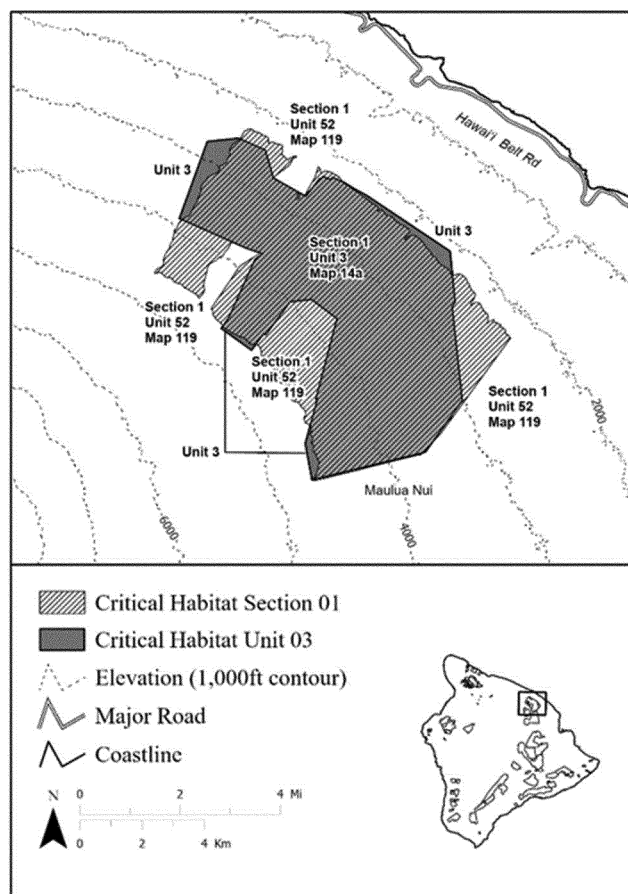 Section 1
Unit 52
Map 119
Hawai'i Belt Rd
Unit 3
Unit 3
Section 1
Unit 3
Map 14a
Section 1
Unit 52
Map 119
Section 1
Unit 52
Map 119
Section 1
Unit 52
Map 119
2000
Unit 3
Maulua Nui
6000
4000
Critical Habitat Section 01
Critical Habitat Unit 03
Elevation (1,000ft contour)
Major Road
Coastline
N
0 2 4 Mi
0 2 4 Km